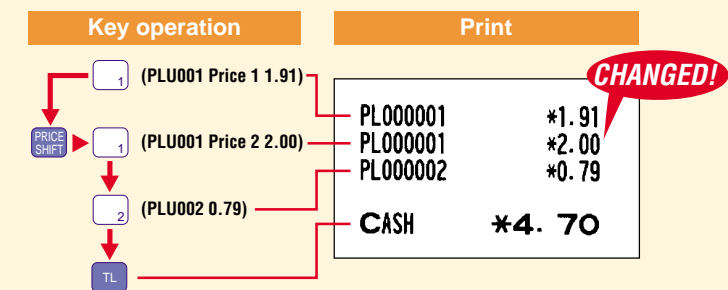 Key operation
Print
1 (PLU001 Price 1 1.91)
CHANGED!
PRICE
SHIFT
1 (PLU001 Price 2 2.00)
2 (PLU002 0.79)
TL
PL000001 *1.91
PL000001 *2.00
PL000002 *0.79
CASH *4.70